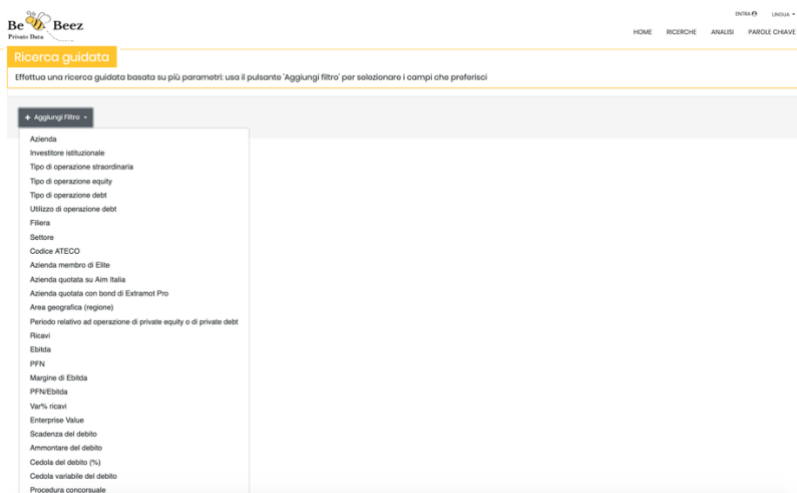 Be Beez
Private Data
ENTRA
LINGUA
HOME RICERCHE ANALISI PAROLE CHIAVE
Ricerca guidata
Effettua una ricerca guidata basata su più parametri: usa il pulsante 'Aggiungi filtro' per selezionare i campi che preferisci
+ Aggiungi Filtro
Azienda
Investitore istituzionale
Tipo di operazione straordinaria
Tipo di operazione equity
Tipo di operazione debt
Utilizzo di operazione debt
Filiera
Settore
Codice ATECO
Azienda membro di Elite
Azienda quotata su Aim Italia
Azienda quotata con bond di Extramot Pro
Area geografica (regione)
Periodo relativo ad operazione di private equity o di private debt
Ricavi
Ebitda
PFN
Margine di Ebitda
PFN/Ebitda
Var% ricavi
Enterprise Value
Scadenza del debito
Ammontare del debito
Cedola del debito (%)
Cedola variabile del debito
Procedura concorsuale